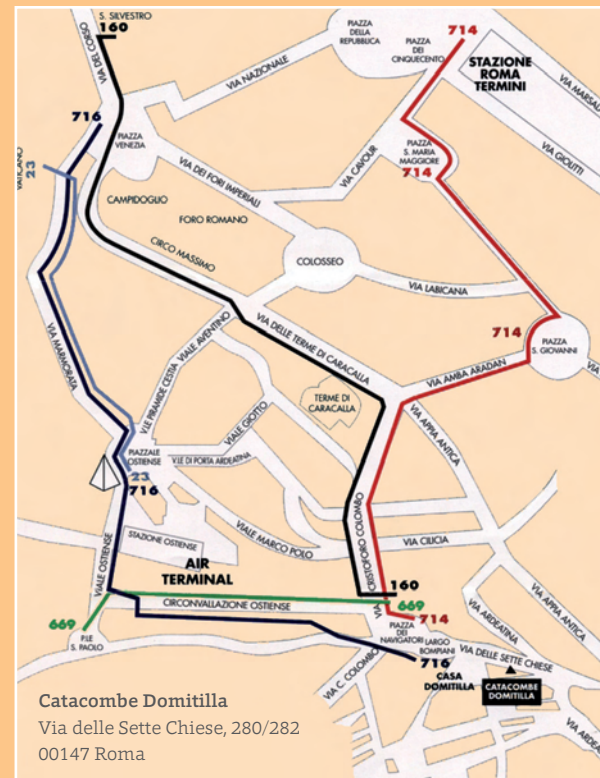 S. SILVESTRO
160
VIA DEL CORSO
PIAZZA
DELLA
REPUBBLICA
PIAZZA
DEI
CINQUECENTO
714
STAZIONE
ROMA
TERMINI
VIA NAZIONALE
VIA MARSAL
VIA GIOLITTI
716
PIAZZA
VENEZIA
VATICANO
23
VIA DEI FORI IMPERIALI
VIA CAVOUR
PIAZZA
S. MARIA
MAGGIORE
714
CAMPIDOGLIO
FORO ROMANO
CIRCO MASSIMO
COLOSSEO
VIA LABICANA
714
PIAZZA
S. GIOVANNI
VIA MARMORATA
VIALE AVENTINO
VIA DELLE TERME DI CARACALLA
VIA AMBA ARADAN
V.LE PIRAMIDE CESTIA
TERME DI
CARACALLA
VIALE GIOTTO
VIA APPIA ANTICA
PIAZZALE
OSTIENSE
V.LE DI PORTA ARDEATINA
23
716
VIALE OSTIENSE
STAZIONE OSTIENSE
VIALE MARCO POLO
VIA CILICIA
AIR
TERMINAL
VIA CRISTOFORO COLOMBO
160
CIRCONVALLAZIONE OSTIENSE
669
669
P.LE
S. PAOLO
714
PIAZZA
DEI
NAVIGATORI
LARGO
BOMPIANI
VIA ARDEATINA
VIA APPIA ANTICA
VIA DELLE SETTE CHIESE
716
CASA
DOMITILLA
VIA C. COLOMBO
CATACOMBE
DOMITILLA
VIA ARDEA
Catacombe Domitilla
Via delle Sette Chiese, 280/282
00147 Roma